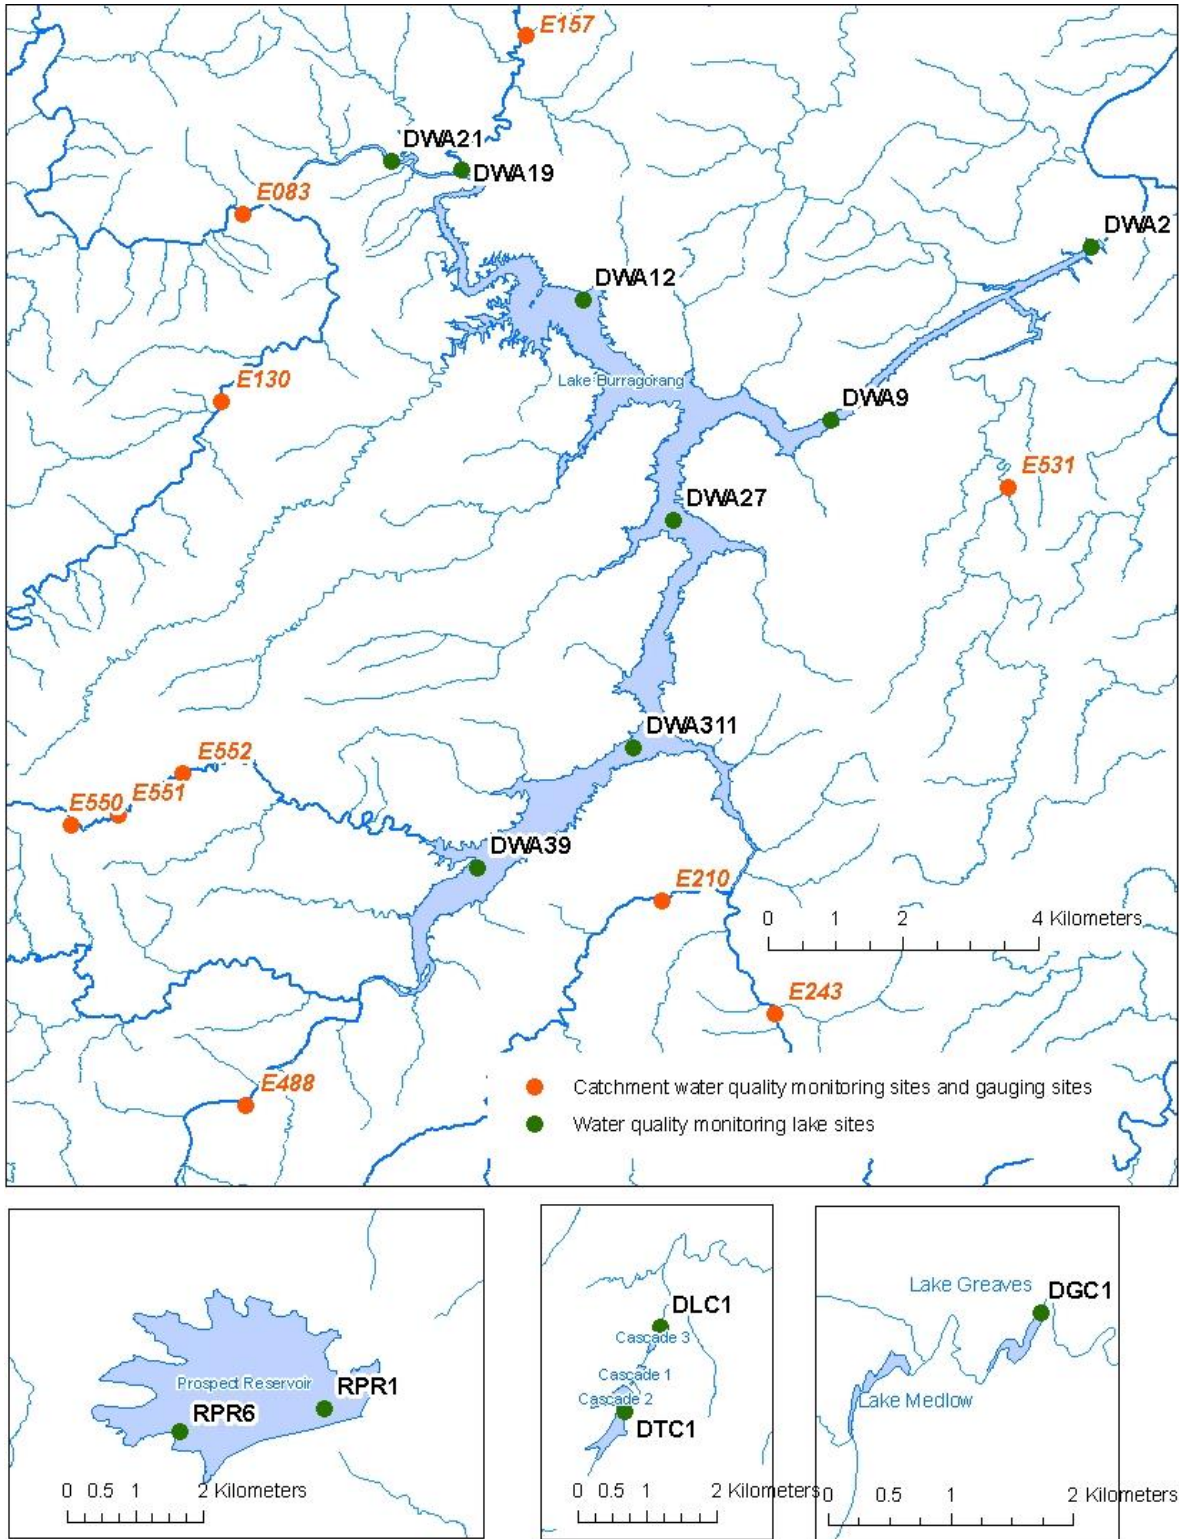 E157
DWA21
DWA19
E083
DWA2
DWA12
E130
Lake Burragorang
DWA9
E531
DWA27
DWA311
E552
E550
E551
DWA39
E210
0 1 2 4 Kilometers
E243
E488
Catchment water quality monitoring sites and gauging sites
Water quality monitoring lake sites
Prospect Reservoir
RPR1
RPR6
0 0.5 1 2 Kilometers
DLC1
Cascade 3
Cascade 1
Cascade 2
DTC1
0 0.5 1 2 Kilometers
Lake Greaves
DGC1
Lake Medlow
0 0.5 1 2 Kilometers